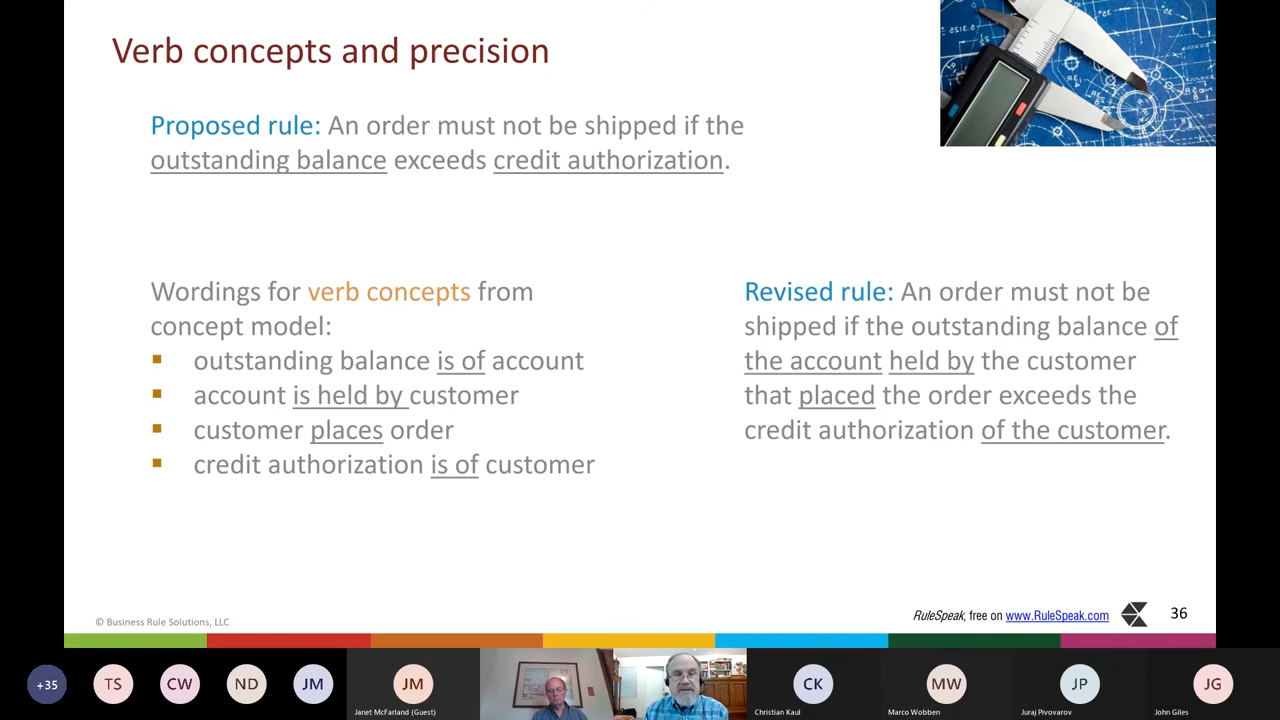 Verb concepts and precision
Proposed rule: An order must not be shipped if the
outstanding balance exceeds credit authorization.
Wordings for verb concepts from
concept model:
outstanding balance is of account
account is held by customer
customer places order
credit authorization is of customer
Revised rule: An order must not be
shipped if the outstanding balance of
the account held by the customer
that placed the order exceeds the
credit authorization of the customer.
© Business Rule Solutions, LLC
RuleSpeak, free on www.RuleSpeak.com
36
+35
TS
CW
ND
JM
JM
Janet McFarland (Guest)
CK
Christian Kaul
MW
Marco Wobben
JP
Juraj Pivovarov
JG
John Giles